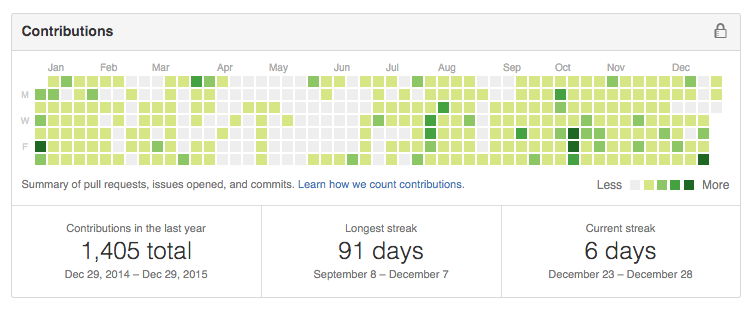 Contributions
Jan Feb Mar Apr May Jun Jul Aug Sep Oct Nov Dec
M
W
F
Summary of pull requests, issues opened, and commits. Learn how we count contributions.
Less More
Contributions in the last year
1,405 total
Dec 29, 2014 – Dec 29, 2015
Longest streak
91 days
September 8 – December 7
Current streak
6 days
December 23 – December 28